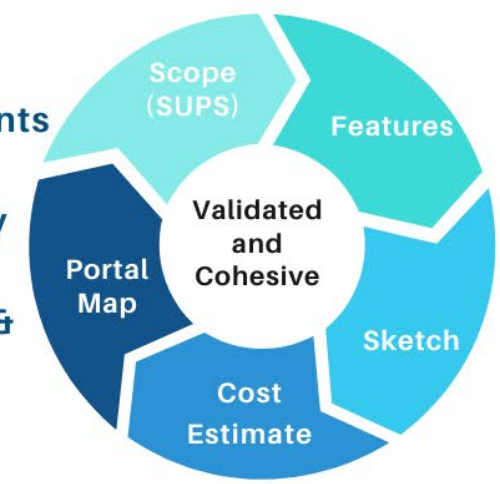 Scope
(SUPS)
Features
nts
y
&
Portal
Map
Validated
and
Cohesive
Sketch
Cost
Estimate